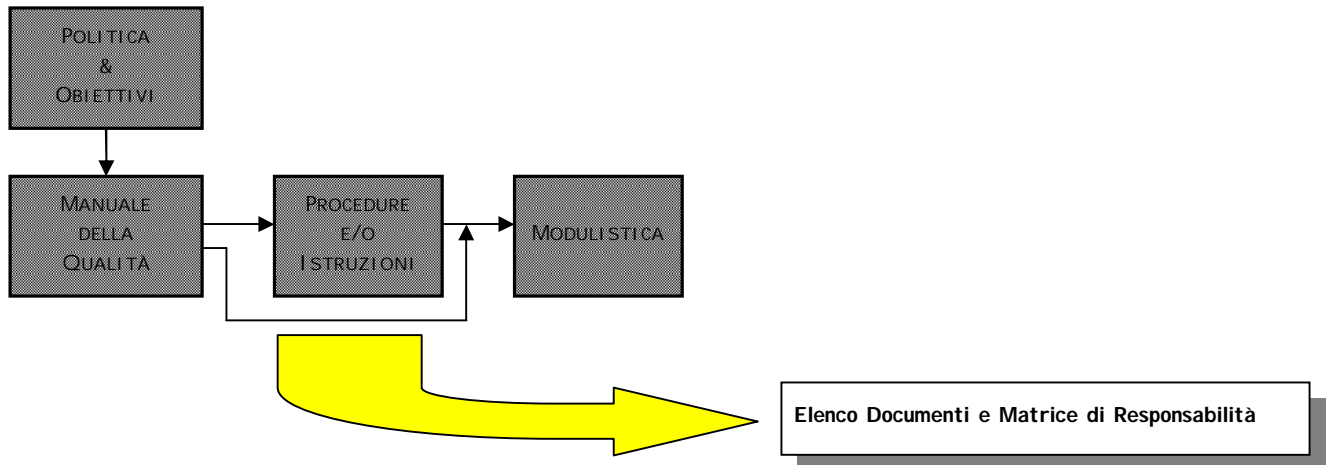 POLITICA
&
OBIETTIVI
MANUALE
DELLA
QUALITÀ
PROCEDURE
E/O
ISTRUZIONI
MODULISTICA
Elenco Documenti e Matrice di Responsabilità